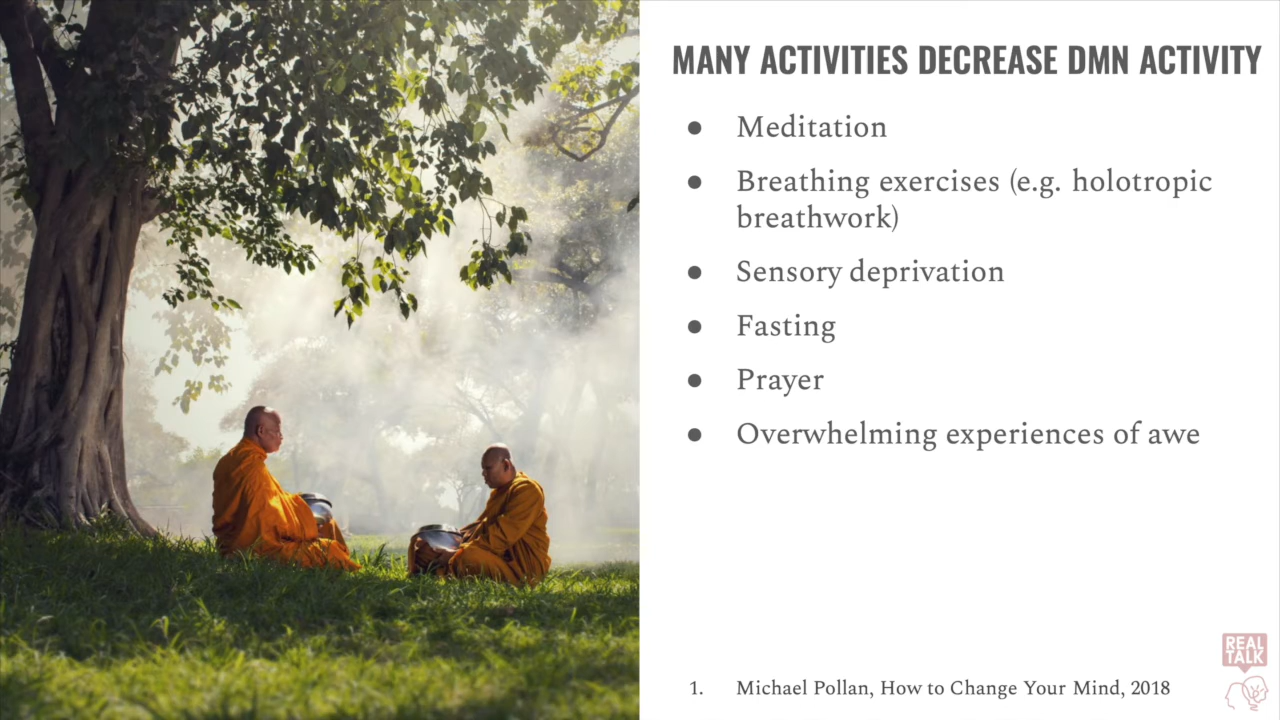 MANY ACTIVITIES DECREASE DMN ACTIVITY
● Meditation
● Breathing exercises (e.g. holotropic
breathwork)
● Sensory deprivation
● Fasting
● Prayer
● Overwhelming experiences of awe
REAL
TALK
1. Michael Pollan, How to Change Your Mind, 2018